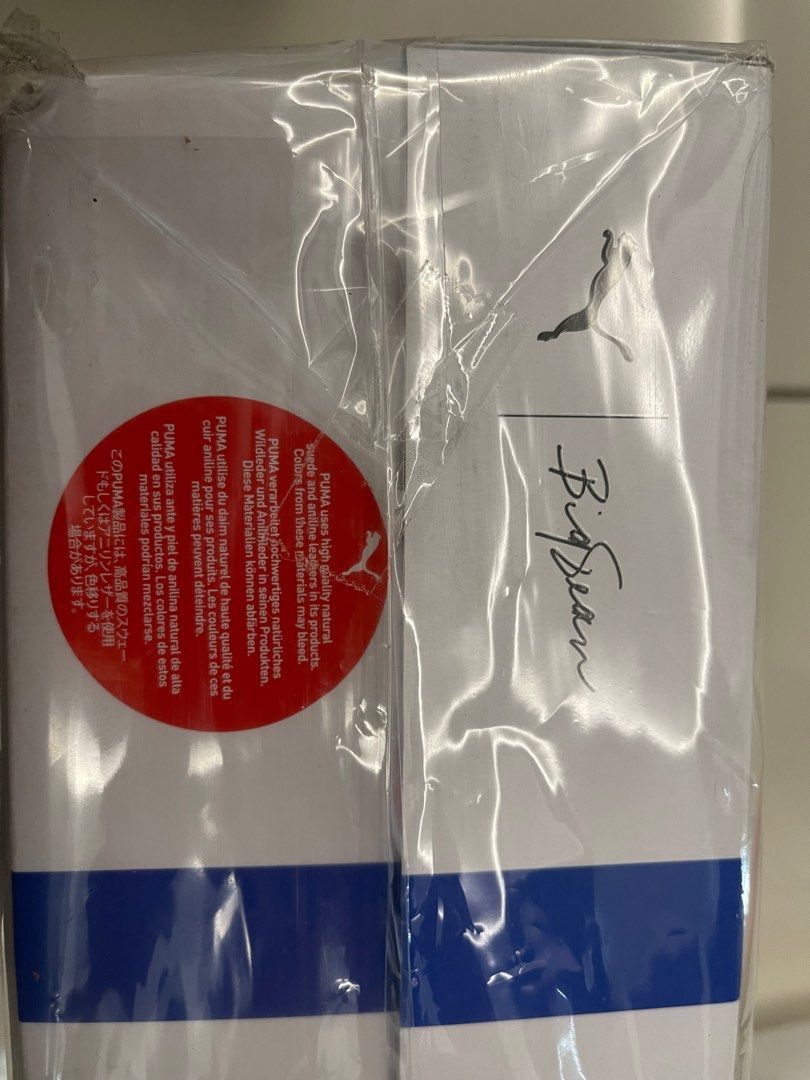 PUMA uses high quality natural
suede and aniline leathers in its products.
Colors from these materials may bleed.
PUMA verarbeitet hochwertiges natürliches
Wildleder und Anilinleder in seinen Produkten.
Diese Materialien können abfärben.
PUMA utilise du daim naturel de haute qualité et du
cuir aniline pour ses produits. Les couleurs de ces
matières peuvent déteindre.
PUMA utiliza ante y piel de anilina natural de alta
calidad en sus productos. Los colores de estos
materiales podrían mezclarse.
このPUMA製品には、高品質のスウェー
ドもしくはアニリンレザーを使用
していますが、色移りする
場合があります。
Big Sean